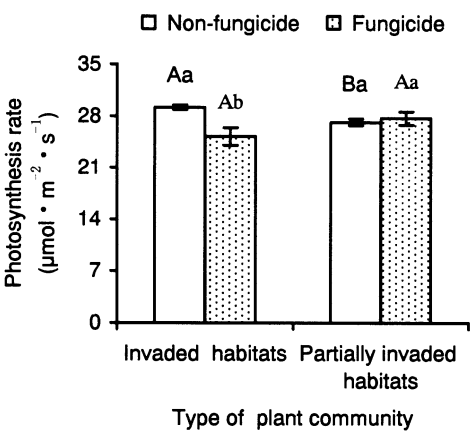 Non-fungicide Fungicide
Photosynthesis rate
(μmol • m⁻² • s⁻¹)
35
28
21
14
7
0
Aa
Ab
Ba
Aa
Invaded habitats
Partially invaded
habitats
Type of plant community